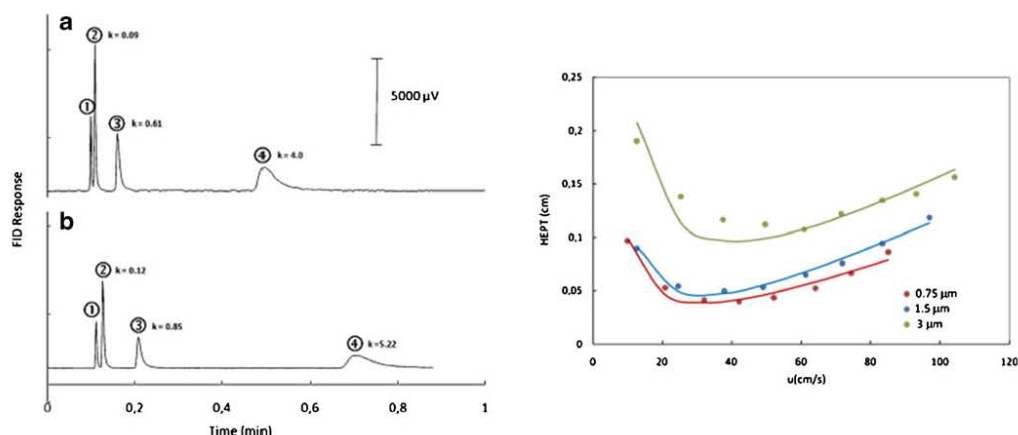 a
② k = 0.09
①
③ k = 0.61
④ k = 4.0
5000 µV
b
② k = 0.12
①
③ k = 0.85
④ k =5.22
FID Response
0 0,2 0,4 0,6 0,8 1
Time (min)
0,25
0,2
0,15
0,1
0,05
0
HEPT (cm)
0 20 40 60 80 100 120
u(cm/s)
0.75 µm
1.5 µm
3 µm